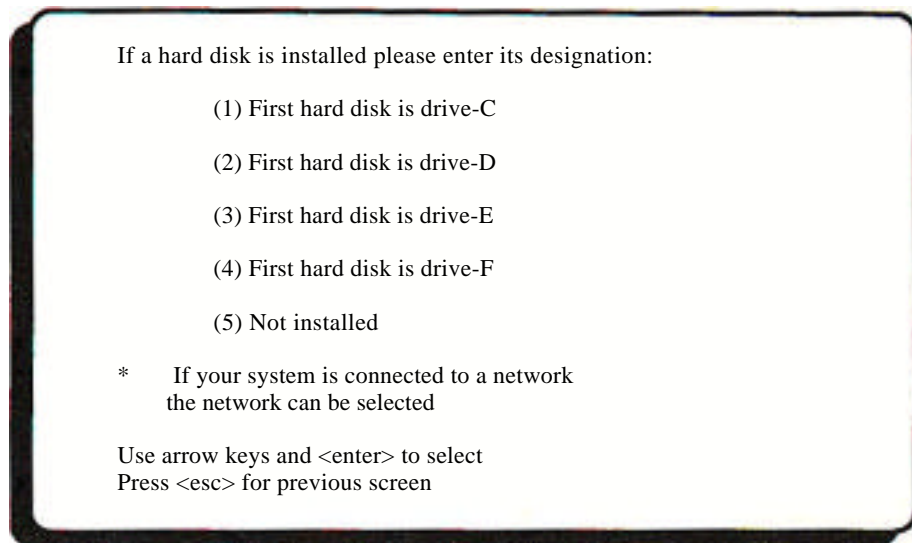 If a hard disk is installed please enter its designation:
(1) First hard disk is drive-C
(2) First hard disk is drive-D
(3) First hard disk is drive-E
(4) First hard disk is drive-F
(5) Not installed
* If your system is connected to a network
the network can be selected
Use arrow keys and <enter> to select
Press <esc> for previous screen